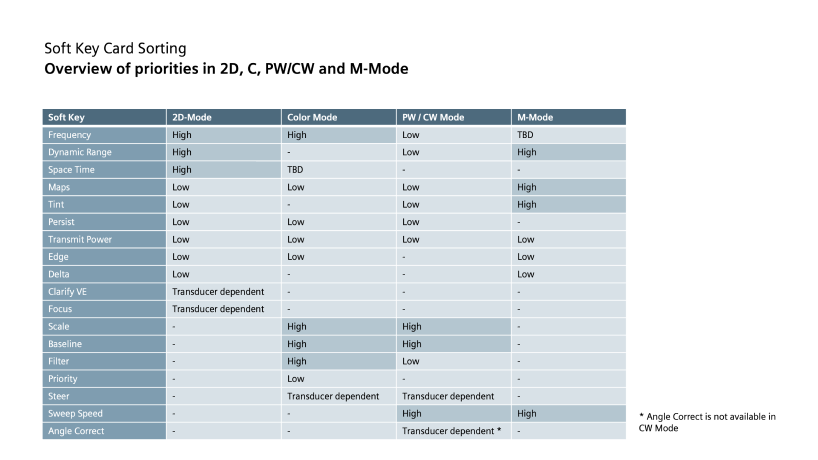 Soft Key Card Sorting
Overview of priorities in 2D, C, PW/CW and M-Mode
Soft Key 2D-Mode Color Mode PW / CW Mode M-Mode
Frequency High High Low TBD
Dynamic Range High - Low High
Space Time High TBD - -
Maps Low Low Low High
Tint Low - Low High
Persist Low Low Low -
Transmit Power Low Low Low Low
Edge Low Low - Low
Delta Low - - Low
Clarify VE Transducer dependent - - -
Focus Transducer dependent - - -
Scale - High High -
Baseline - High High -
Filter - High Low -
Priority - Low - -
Steer - Transducer dependent Transducer dependent -
Sweep Speed - - High High
Angle Correct - - Transducer dependent * -
* Angle Correct is not available in
CW Mode